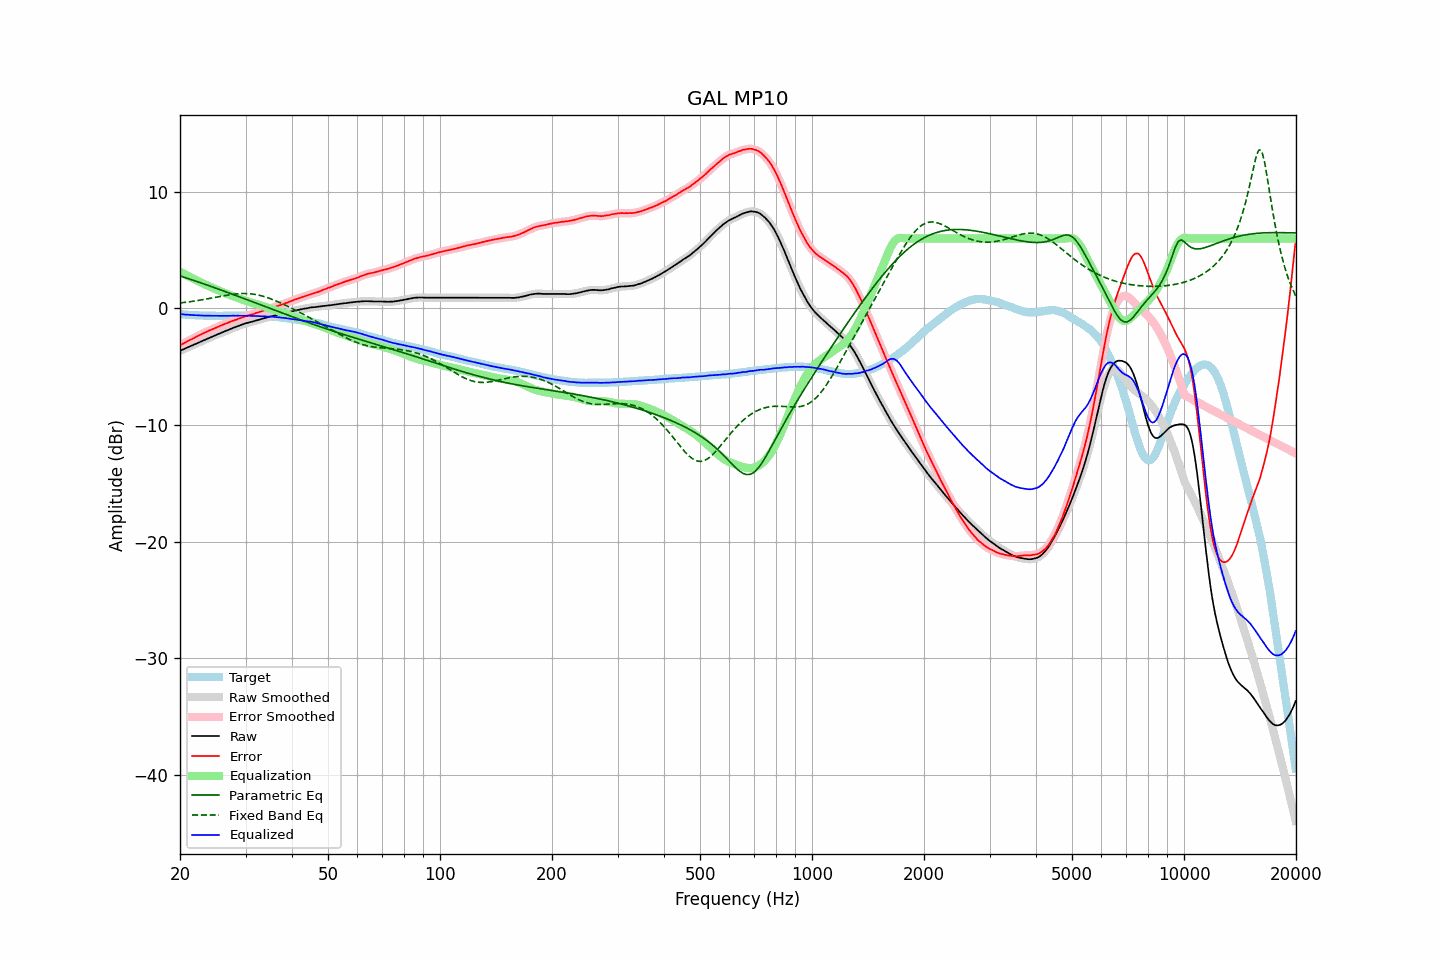 GAL MP10
Amplitude (dBr)
10
0
−10
−20
−30
−40
Target
Raw Smoothed
Error Smoothed
Raw
Error
Equalization
Parametric Eq
Fixed Band Eq
Equalized
20 50 100 200 500 1000 2000 5000 10000 20000
Frequency (Hz)